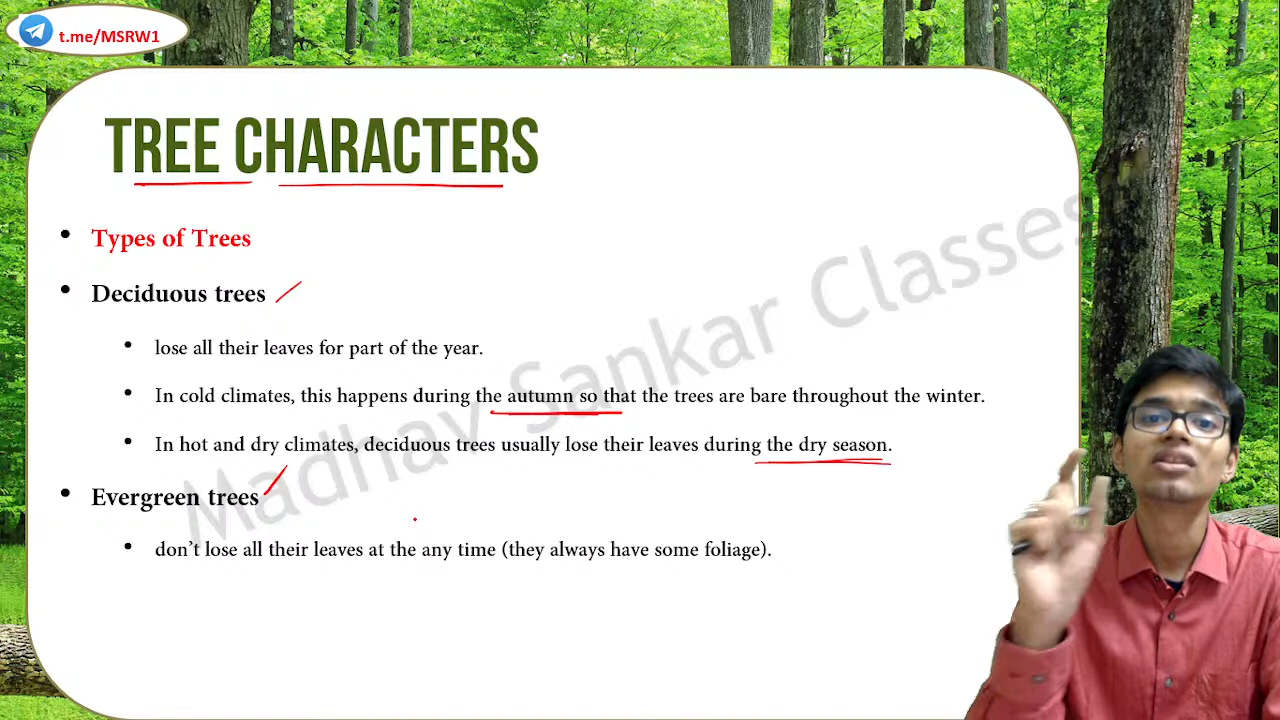 t.me/MSRW1
TREE CHARACTERS
• Types of Trees
• Deciduous trees
• lose all their leaves for part of the year.
• In cold climates, this happens during the autumn so that the trees are bare throughout the winter.
• In hot and dry climates, deciduous trees usually lose their leaves during the dry season.
• Evergreen trees
• don't lose all their leaves at the any time (they always have some foliage).
Madhav Sankar Classes